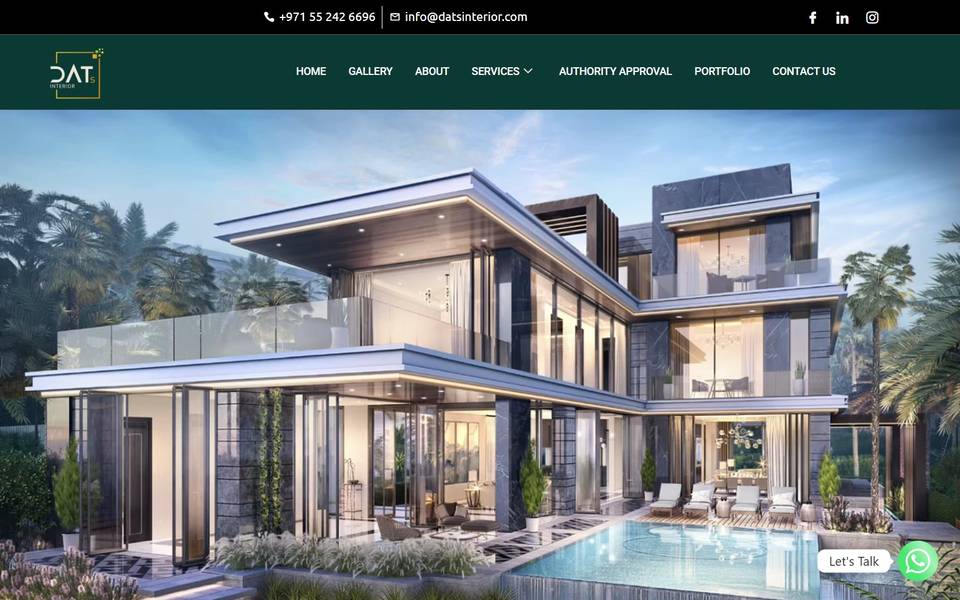 +971 55 242 6696
info@datsinterior.com
DATs
INTERIOR
HOME GALLERY ABOUT SERVICES AUTHORITY APPROVAL PORTFOLIO CONTACT US
Let's Talk